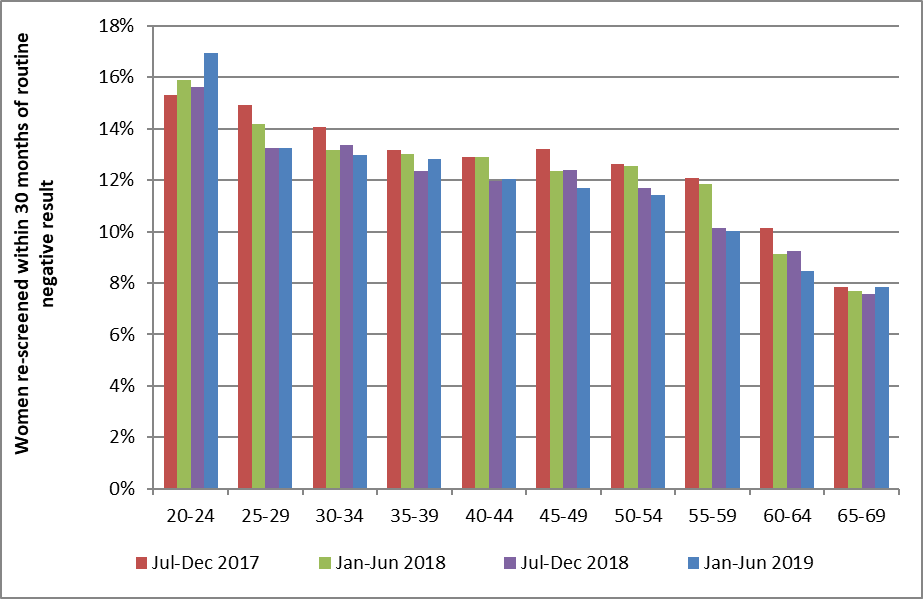 Women re-screened within 30 months of routine
negative result
18%
16%
14%
12%
10%
8%
6%
4%
2%
0%
20-24 25-29 30-34 35-39 40-44 45-49 50-54 55-59 60-64 65-69
Jul-Dec 2017 Jan-Jun 2018 Jul-Dec 2018 Jan-Jun 2019